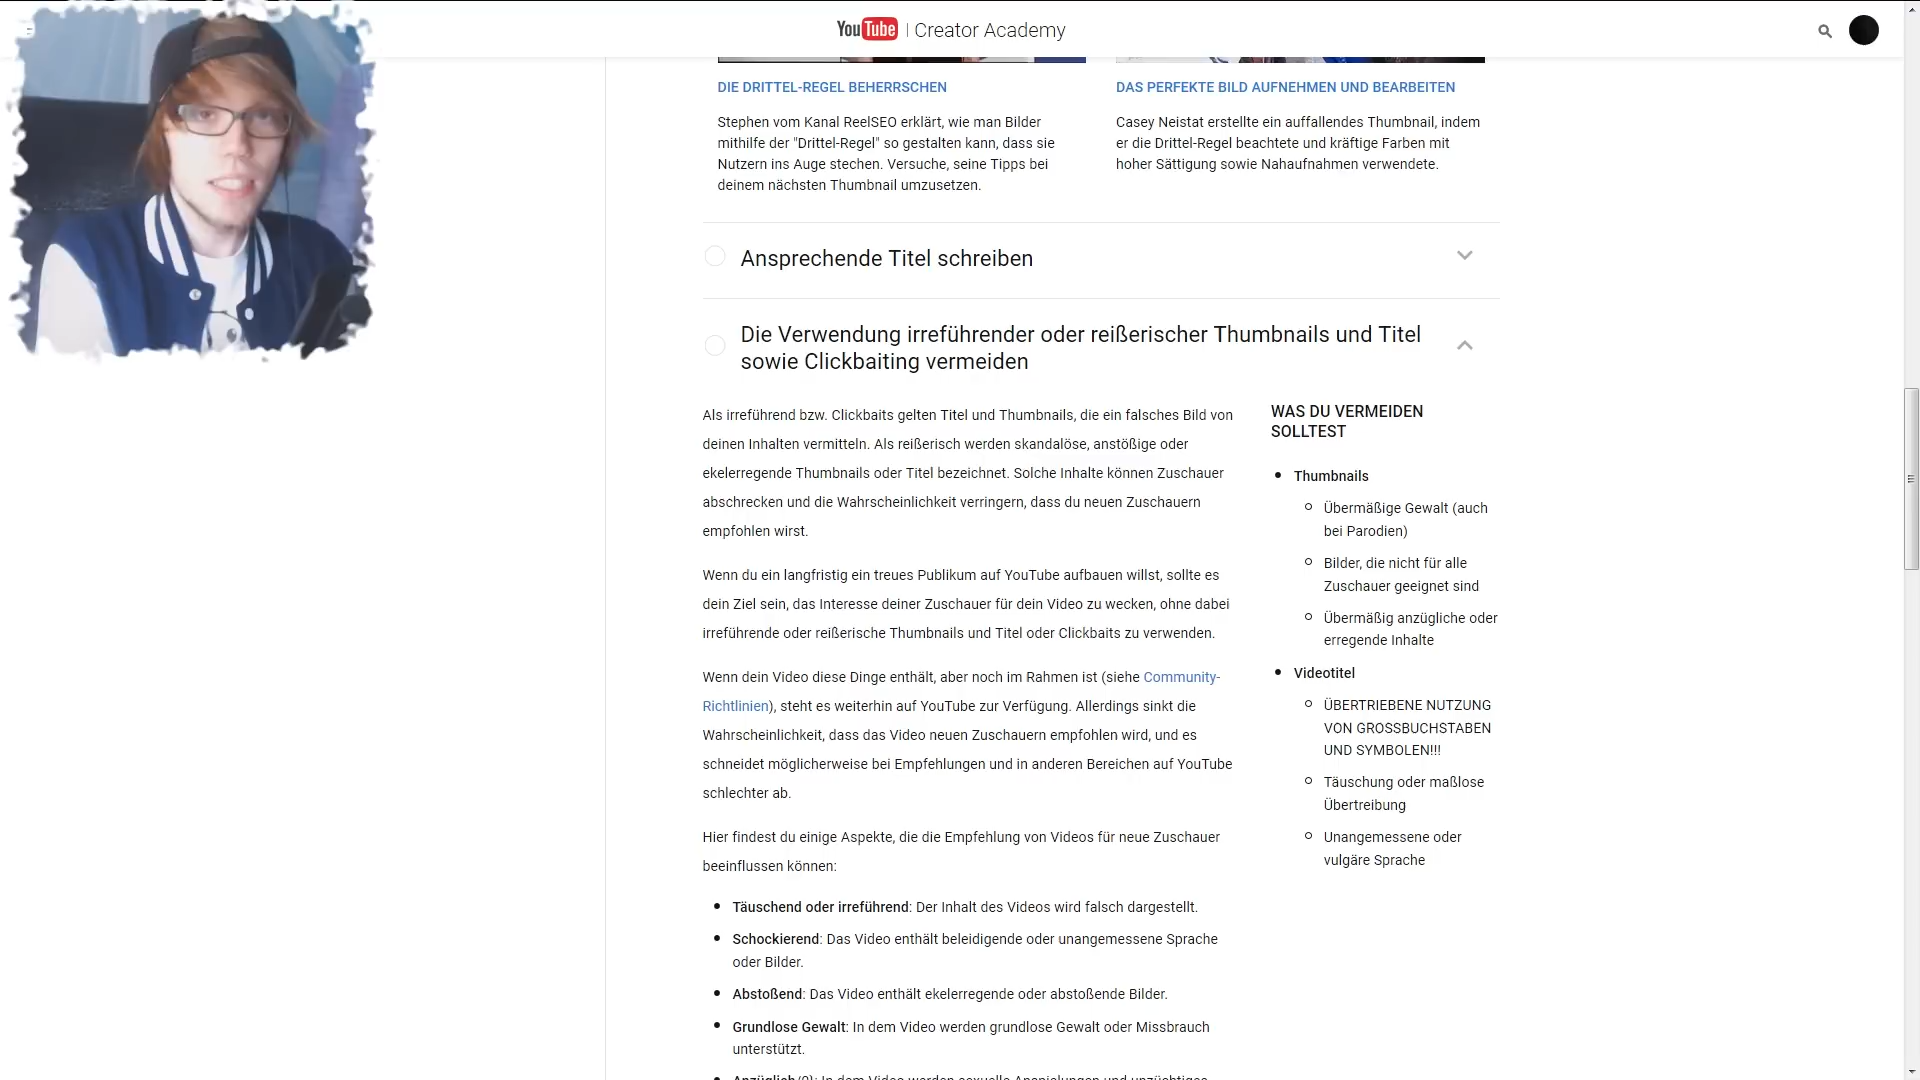 YouTube | Creator Academy
DIE DRITTEL-REGEL BEHERRSCHEN
Stephen vom Kanal ReelSEO erklärt, wie man Bilder
mithilfe der "Drittel-Regel" so gestalten kann, dass sie
Nutzern ins Auge stechen. Versuche, seine Tipps bei
deinem nächsten Thumbnail umzusetzen.
DAS PERFEKTE BILD AUFNEHMEN UND BEARBEITEN
Casey Neistat erstellte ein auffallendes Thumbnail, indem
er die Drittel-Regel beachtete und kräftige Farben mit
hoher Sättigung sowie Nahaufnahmen verwendete.
Ansprechende Titel schreiben
Die Verwendung irreführender oder reißerischer Thumbnails und Titel
sowie Clickbaiting vermeiden
Als irreführend bzw. Clickbaits gelten Titel und Thumbnails, die ein falsches Bild von
deinen Inhalten vermitteln. Als reißerisch werden skandalöse, anstößige oder
ekelerregende Thumbnails oder Titel bezeichnet. Solche Inhalte können Zuschauer
abschrecken und die Wahrscheinlichkeit verringern, dass du neuen Zuschauern
empfohlen wirst.
Wenn du ein langfristig ein treues Publikum auf YouTube aufbauen willst, sollte es
dein Ziel sein, das Interesse deiner Zuschauer für dein Video zu wecken, ohne dabei
irreführende oder reißerische Thumbnails und Titel oder Clickbaits zu verwenden.
Wenn dein Video diese Dinge enthält, aber noch im Rahmen ist (siehe Community-
Richtlinien), steht es weiterhin auf YouTube zur Verfügung. Allerdings sinkt die
Wahrscheinlichkeit, dass das Video neuen Zuschauern empfohlen wird, und es
schneidet möglicherweise bei Empfehlungen und in anderen Bereichen auf YouTube
schlechter ab.
Hier findest du einige Aspekte, die die Empfehlung von Videos für neue Zuschauer
beeinflussen können:
Täuschend oder irreführend: Der Inhalt des Videos wird falsch dargestellt.
Schockierend: Das Video enthält beleidigende oder unangemessene Sprache
oder Bilder.
Abstoßend: Das Video enthält ekelerregende oder abstoßende Bilder.
Grundlose Gewalt: In dem Video werden grundlose Gewalt oder Missbrauch
unterstützt.
WAS DU VERMEIDEN
SOLLTEST
Thumbnails
Übermäßige Gewalt (auch
bei Parodien)
Bilder, die nicht für alle
Zuschauer geeignet sind
Übermäßig anzügliche oder
erregende Inhalte
Videotitel
ÜBERTRIEBENE NUTZUNG
VON GROSSBUCHSTABEN
UND SYMBOLEN!!!
Täuschung oder maßlose
Übertreibung
Unangemessene oder
vulgäre Sprache